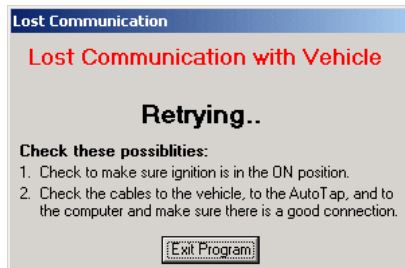 Lost Communication
Lost Communication with Vehicle
Retrying..
Check these possiblities:
1. Check to make sure ignition is in the ON position.
2. Check the cables to the vehicle, to the AutoTap, and to
the computer and make sure there is a good connection.
Exit Program